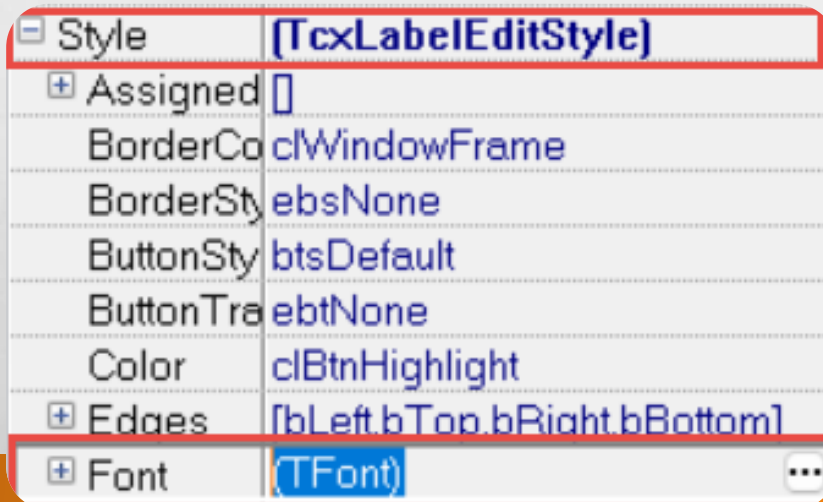 Style (TcxLabelEditStyle)
Assigned []
BorderCo clWindowFrame
BorderSty ebsNone
ButtonSty btsDefault
ButtonTra ebtNone
Color clBtnHighlight
Edges [bLeft,bTop,bRight,bBottom]
Font (TFont) ...